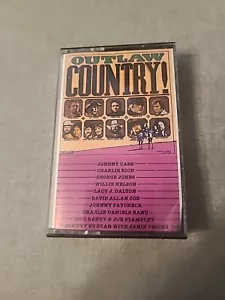 OUTLAW
COUNTRY!
JOHNNY CASH
CHARLIE RICH
GEORGE JONES
WILLIE NELSON
LACY J. DALTON
DAVID ALLAN COE
JOHNNY PAYCHECK
CHARLIE DANIELS BAND
MOE BANDY & JOE STAMPLEY
JOHNNY DUNCAN WITH JANIE FRICKE